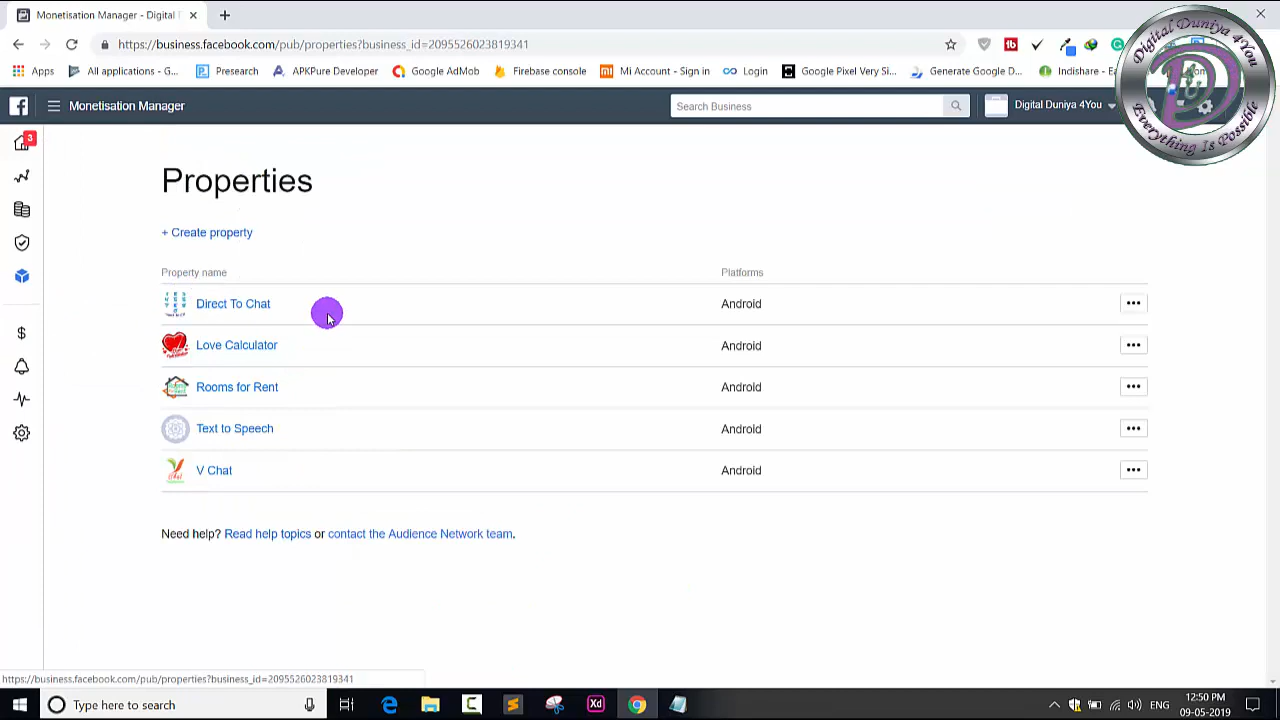 Monetisation Manager - Digital D
https://business.facebook.com/pub/properties?business_id=2095526023819341
Apps
All applications - G...
Presearch
APKPure Developer
Google AdMob
Firebase console
Mi Account - Sign in
Login
Google Pixel Very Si...
Generate Google D...
Indishare - Ea
Monetisation Manager
Search Business
Digital Duniya 4You
Digital Duniya 4You
Everything Is Possible
3
Properties
+ Create property
Property name
Platforms
Direct To Chat
Android
Love Calculator
Android
Rooms for Rent
Android
Text to Speech
Android
V Chat
Android
Need help? Read help topics or contact the Audience Network team.
https://business.facebook.com/pub/properties?business_id=2095526023819341
Type here to search
Xd
ENG
12:50 PM
09-05-2019